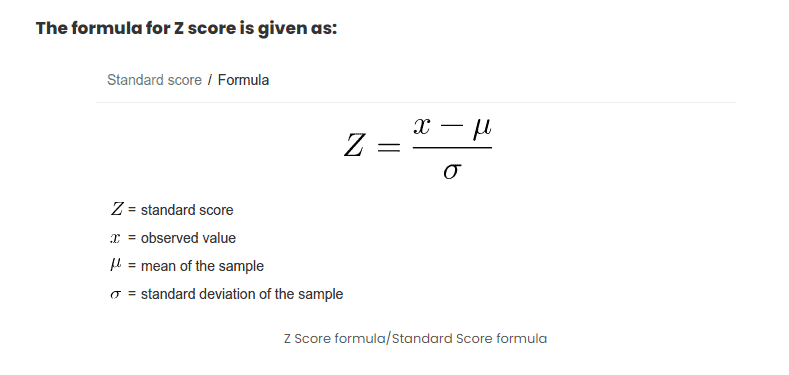 The formula for Z score is given as:
Standard score / Formula
Z = x − μ / σ
Z = standard score
x = observed value
μ = mean of the sample
σ = standard deviation of the sample
Z Score formula/Standard Score formula